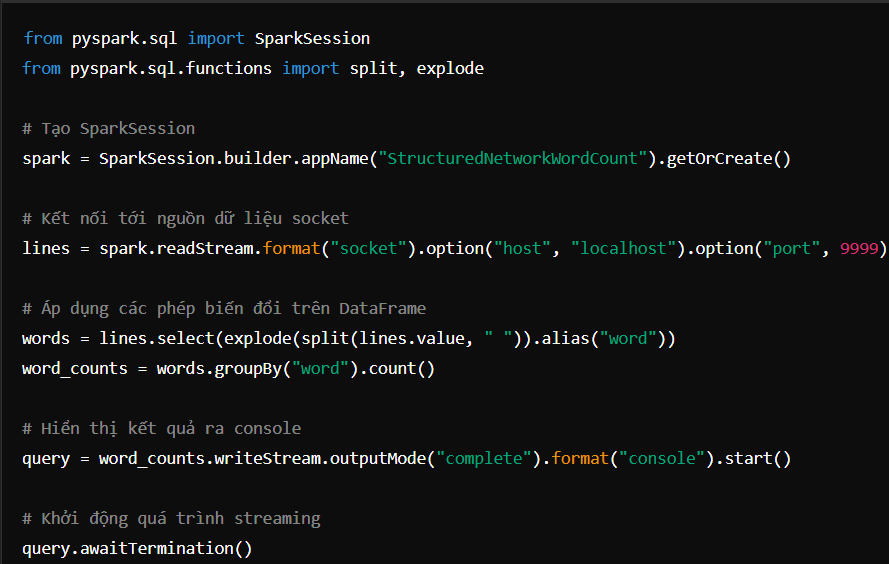 from pyspark.sql import SparkSession
from pyspark.sql.functions import split, explode
# Tạo SparkSession
spark = SparkSession.builder.appName("StructuredNetworkWordCount").getOrCreate()
# Kết nối tới nguồn dữ liệu socket
lines = spark.readStream.format("socket").option("host", "localhost").option("port", 9999)
# Áp dụng các phép biến đổi trên DataFrame
words = lines.select(explode(split(lines.value, " ")).alias("word"))
word_counts = words.groupBy("word").count()
# Hiển thị kết quả ra console
query = word_counts.writeStream.outputMode("complete").format("console").start()
# Khởi động quá trình streaming
query.awaitTermination()